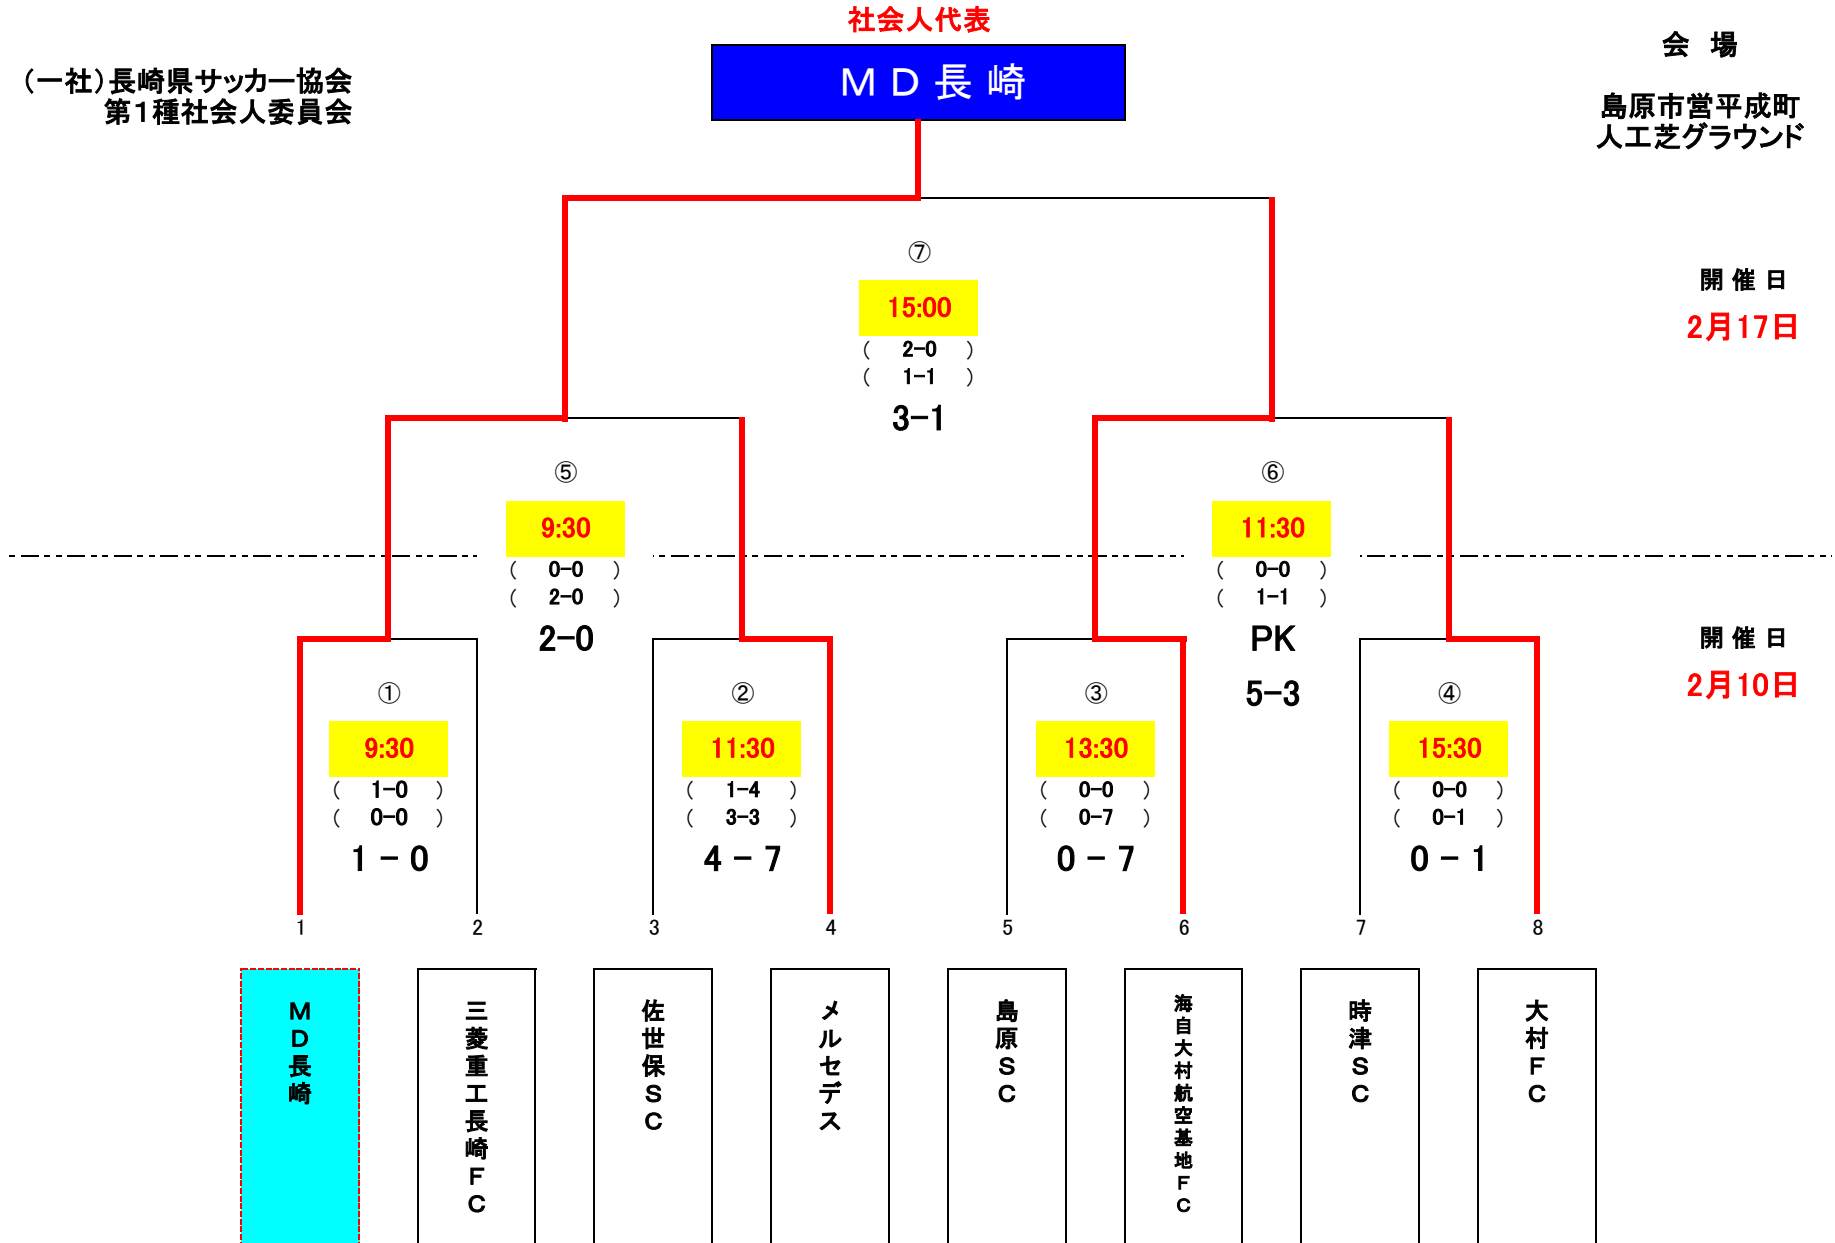 社会人代表
MD長崎
(一社)長崎県サッカー協会
第1種社会人委員会
会 場
島原市営平成町
人工芝グラウンド
⑦
15:00
( 2-0 )
( 1-1 )
3-1
開 催 日
2月17日
⑤
9:30
( 0-0 )
( 2-0 )
2-0
⑥
11:30
( 0-0 )
( 1-1 )
PK
5-3
開 催 日
2月10日
①
9:30
( 1-0 )
( 0-0 )
1-0
②
11:30
( 1-4 )
( 3-3 )
4-7
③
13:30
( 0-0 )
( 0-7 )
0-7
④
15:30
( 0-0 )
( 0-1 )
0-1
1
2
3
4
5
6
7
8
MD長崎
三菱重工長崎FC
佐世保SC
メルセデス
島原SC
海自大村航空基地FC
時津SC
大村FC